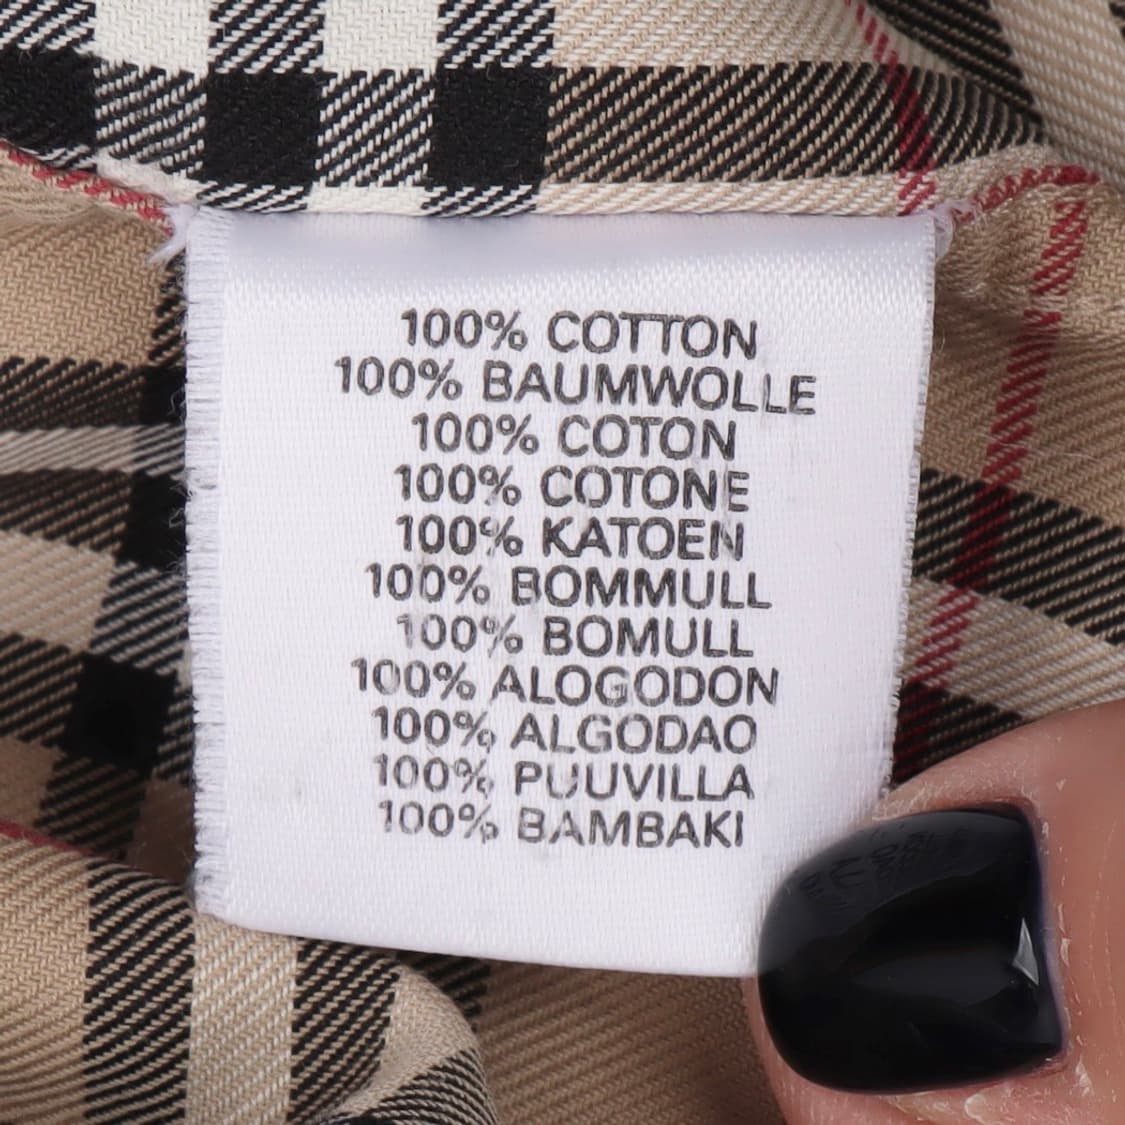 100% COTTON
100% BAUMWOLLE
100% COTON
100% COTONE
100% KATOEN
100% BOMMULL
100% BOMULL
100% ALOGODON
100% ALGODAO
100% PUUVILLA
100% BAMBAKI